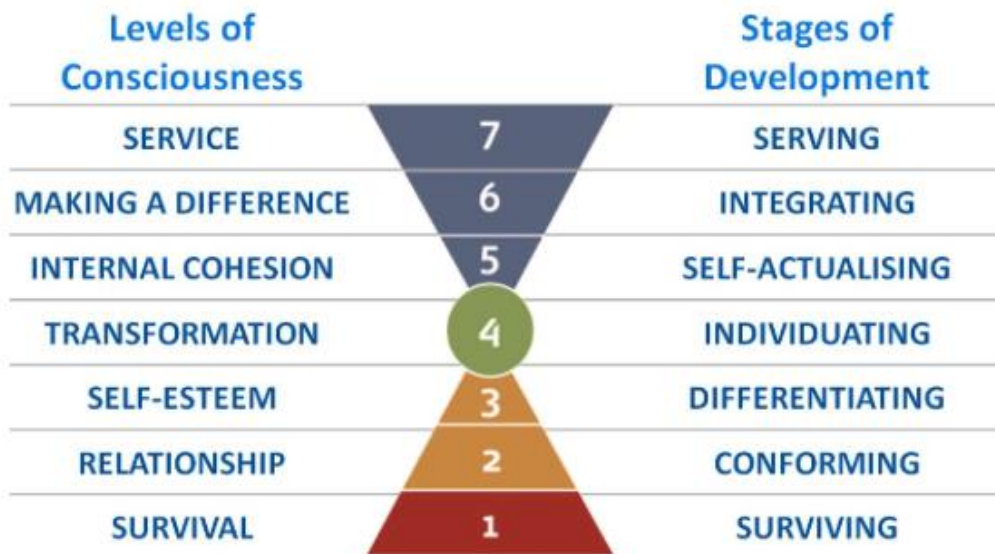 Levels of Stages of
Consciousness Development
SERVICE 7 SERVING
MAKING A DIFFERENCE 6 INTEGRATING
INTERNAL COHESION 5 SELF-ACTUALISING
TRANSFORMATION 4 INDIVIDUATING
SELF-ESTEEM 3 DIFFERENTIATING
RELATIONSHIP 2 CONFORMING
SURVIVAL 1 SURVIVING